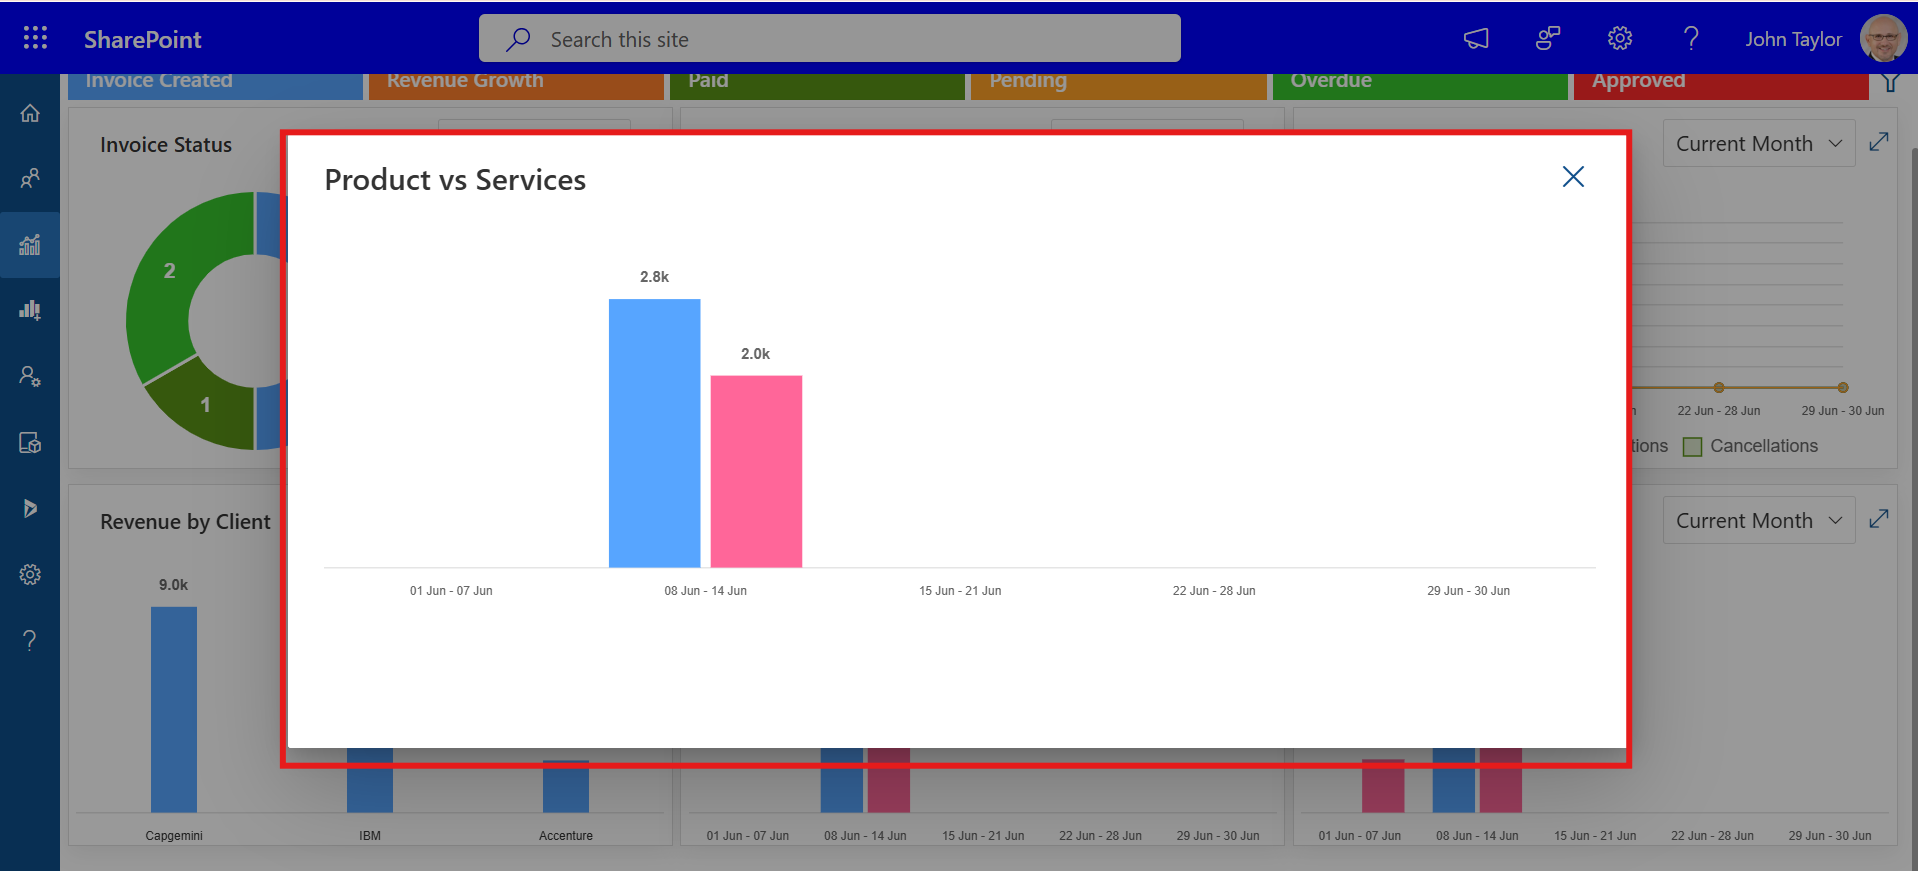 SharePoint
Search this site
John Taylor
Invoice Created
Revenue Growth
Paid
Pending
Overdue
Approved
Invoice Status
Current Month
2
1
Product vs Services
2.8k
2.0k
01 Jun - 07 Jun
08 Jun - 14 Jun
15 Jun - 21 Jun
22 Jun - 28 Jun
29 Jun - 30 Jun
22 Jun - 28 Jun
29 Jun - 30 Jun
Cancellations
Revenue by Client
Current Month
9.0k
Capgemini
IBM
Accenture
01 Jun - 07 Jun
08 Jun - 14 Jun
15 Jun - 21 Jun
22 Jun - 28 Jun
29 Jun - 30 Jun
01 Jun - 07 Jun
08 Jun - 14 Jun
15 Jun - 21 Jun
22 Jun - 28 Jun
29 Jun - 30 Jun